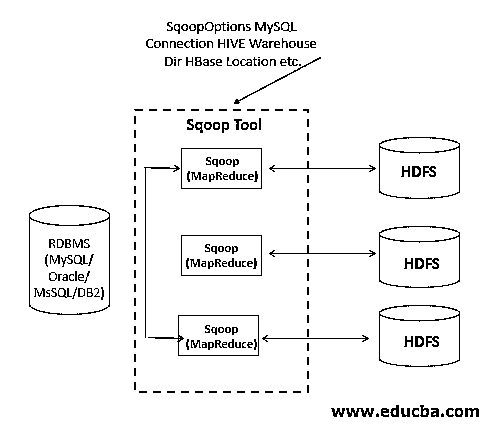 SqoopOptions MySQL
Connection HIVE Warehouse
Dir HBase Location etc.
Sqoop Tool
Sqoop
(MapReduce)
HDFS
RDBMS
(MySQL/
Oracle/
MsSQL/DB2)
Sqoop
(MapReduce)
HDFS
Sqoop
(MapReduce)
HDFS
www.educba.com